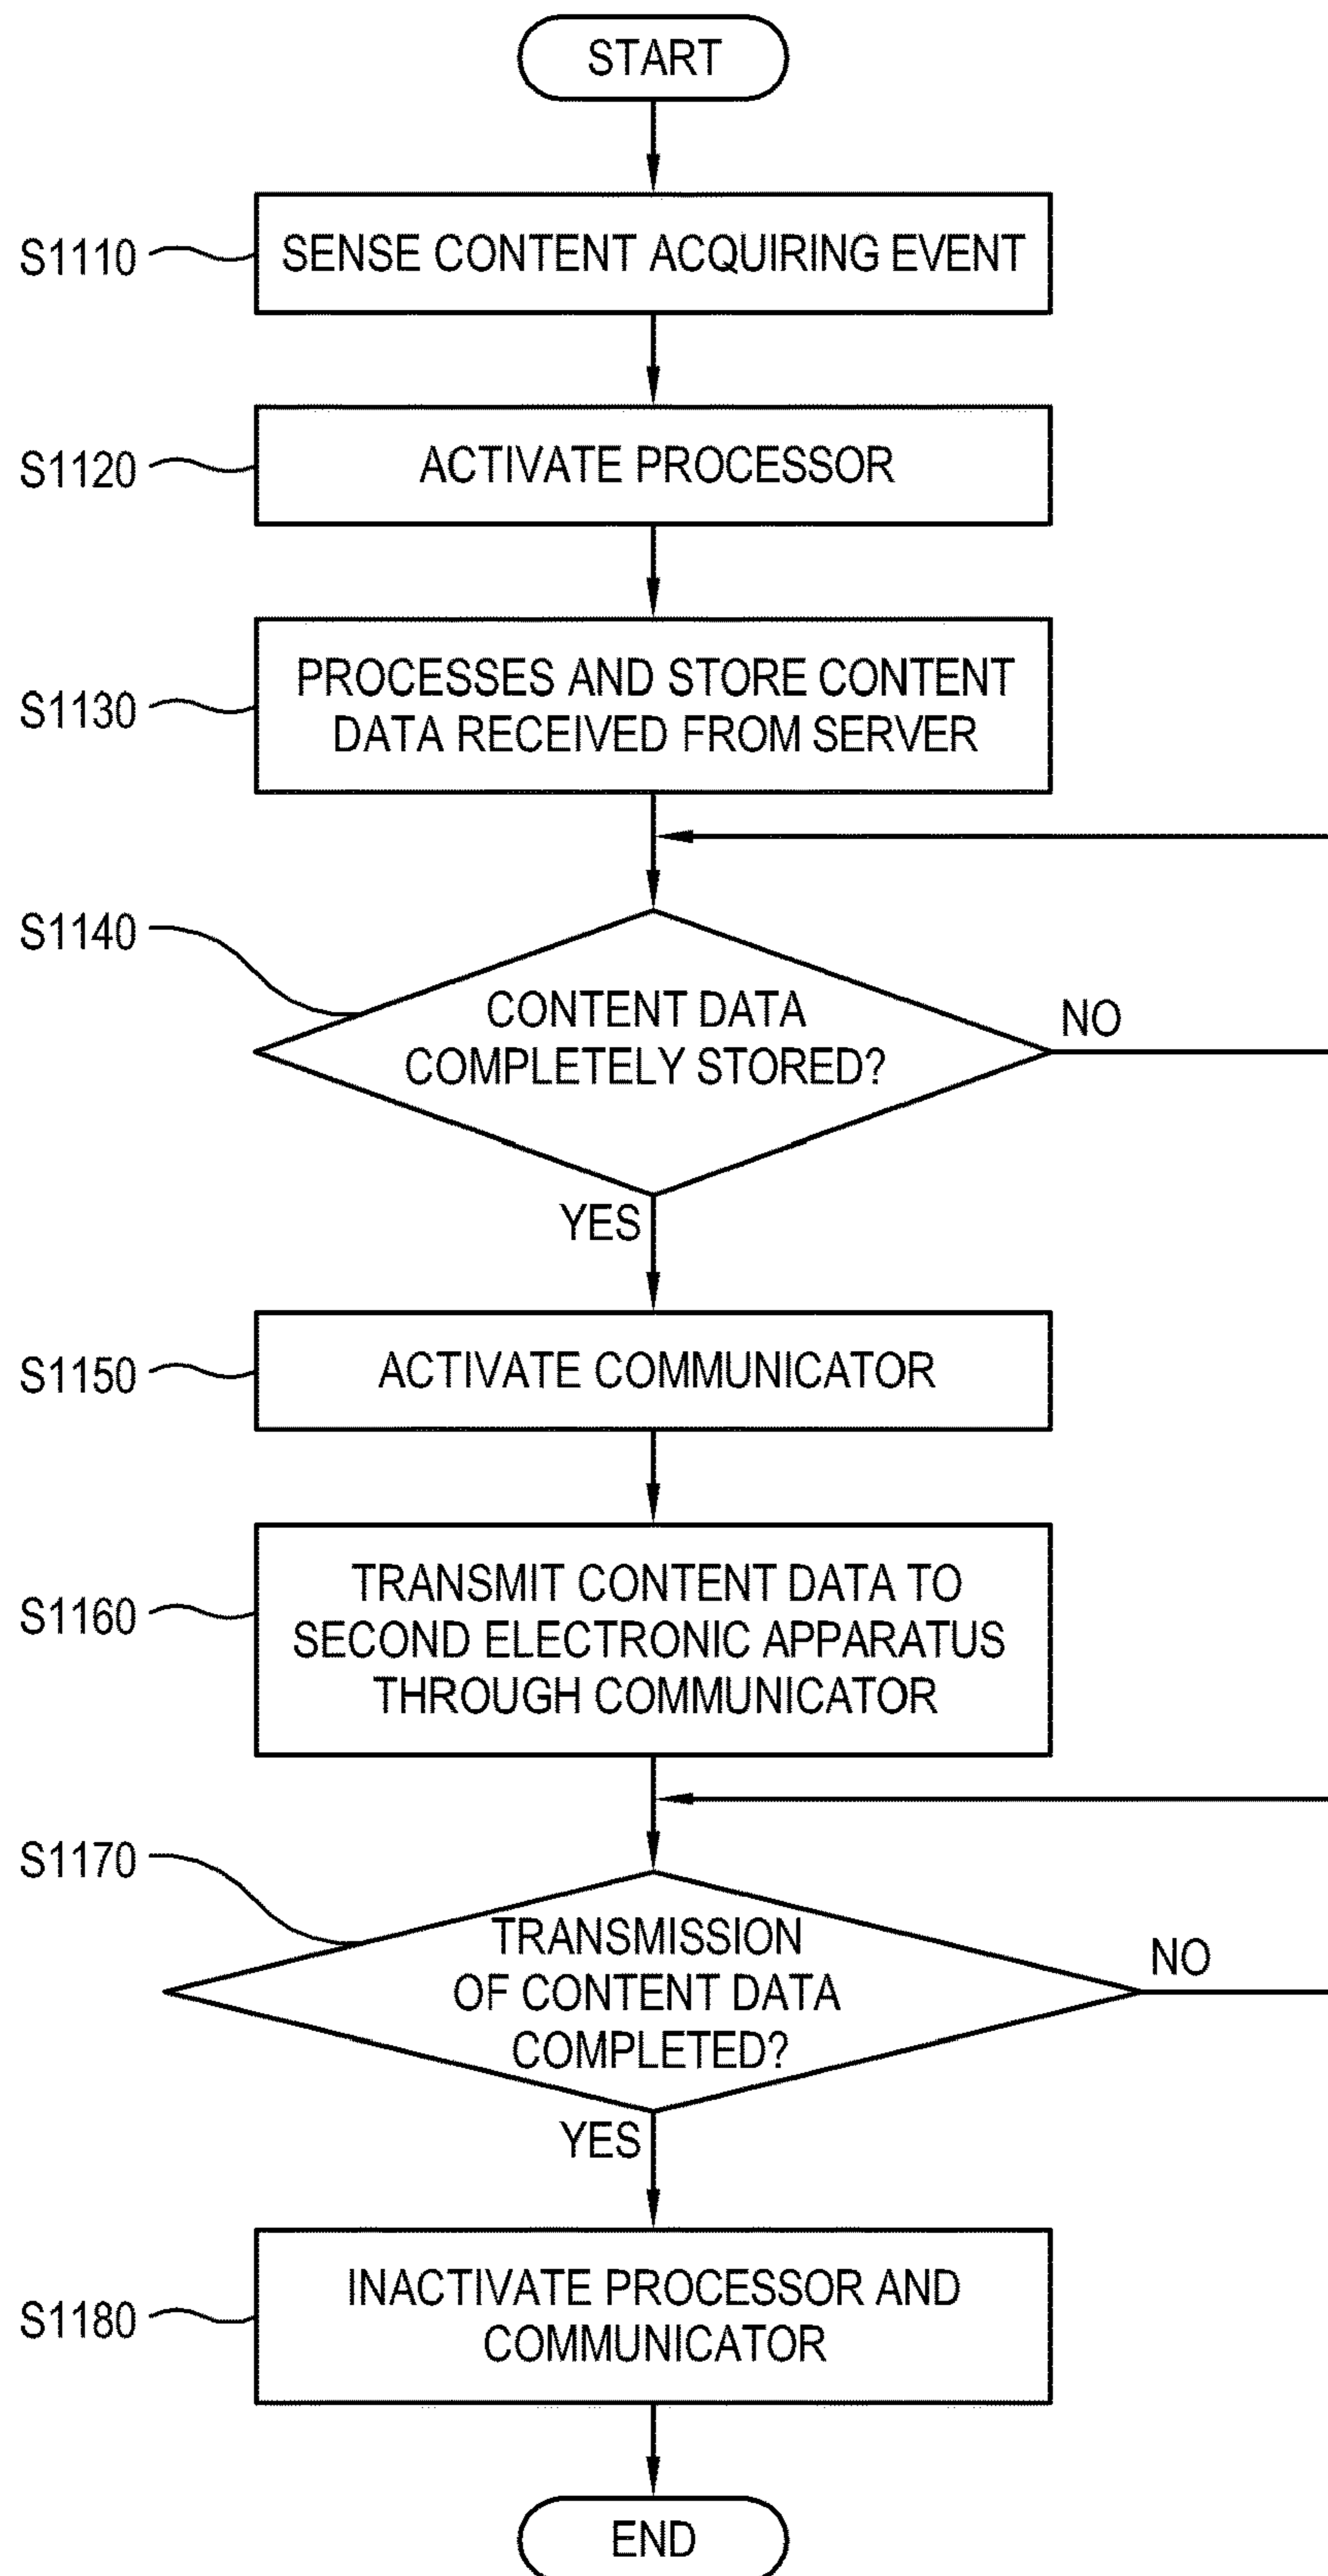 START
S1110
SENSE CONTENT ACQUIRING EVENT
S1120
ACTIVATE PROCESSOR
S1130
PROCESSES AND STORE CONTENT
DATA RECEIVED FROM SERVER
S1140
CONTENT DATA
COMPLETELY STORED?
NO
YES
S1150
ACTIVATE COMMUNICATOR
S1160
TRANSMIT CONTENT DATA TO
SECOND ELECTRONIC APPARATUS
THROUGH COMMUNICATOR
S1170
TRANSMISSION
OF CONTENT DATA
COMPLETED?
NO
YES
S1180
INACTIVATE PROCESSOR AND
COMMUNICATOR
END